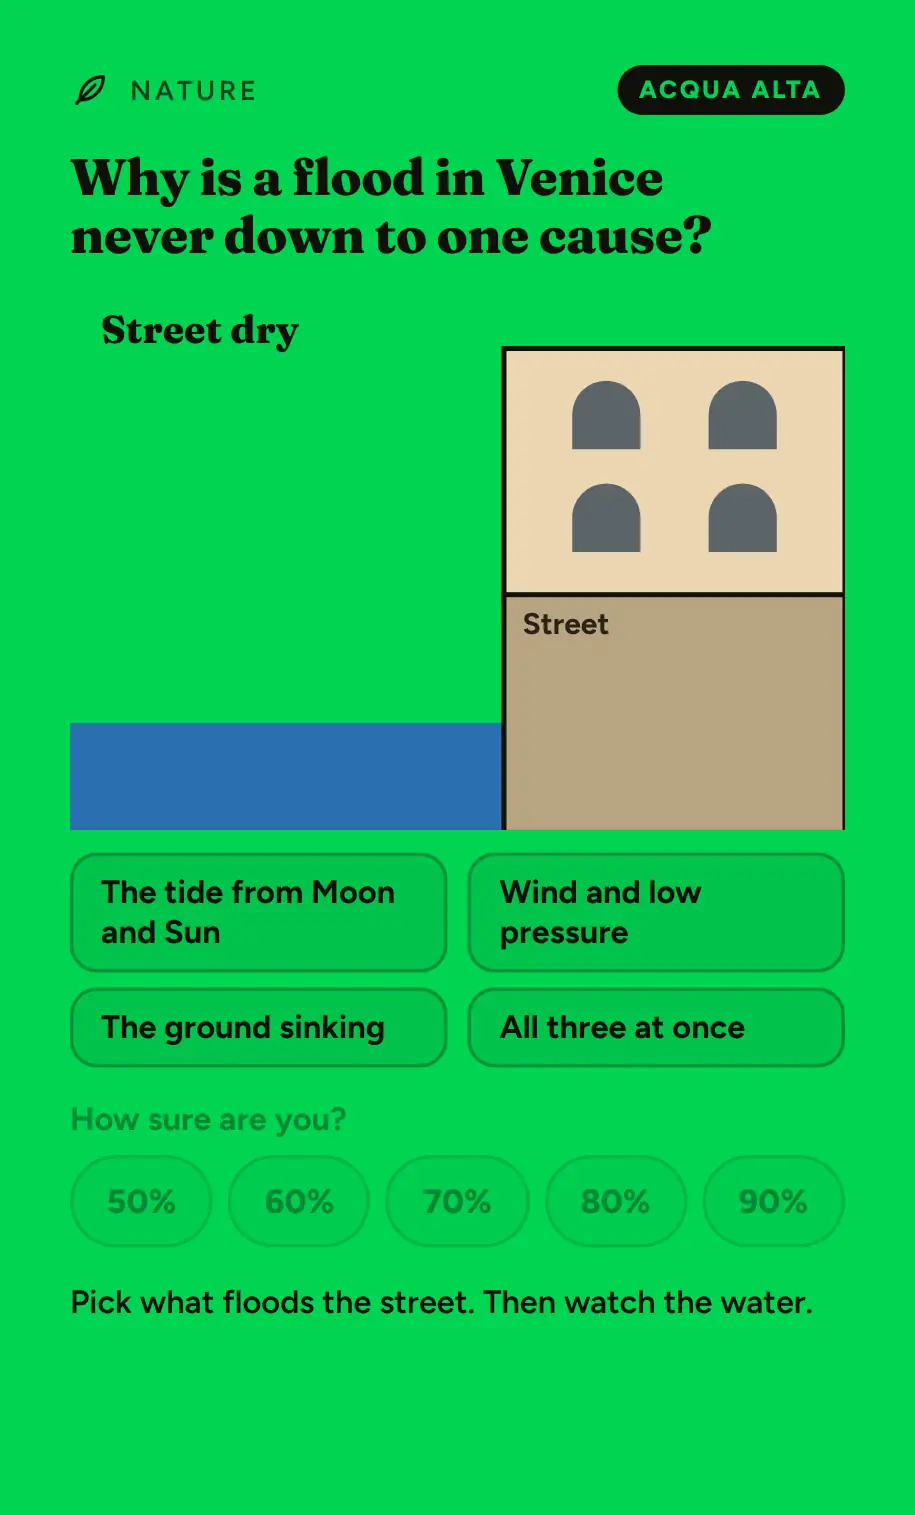 NATURE
ACQUA ALTA
Why is a flood in Venice
never down to one cause?
Street dry
Street
The tide from Moon
and Sun
Wind and low
pressure
The ground sinking
All three at once
How sure are you?
50%
60%
70%
80%
90%
Pick what floods the street. Then watch the water.